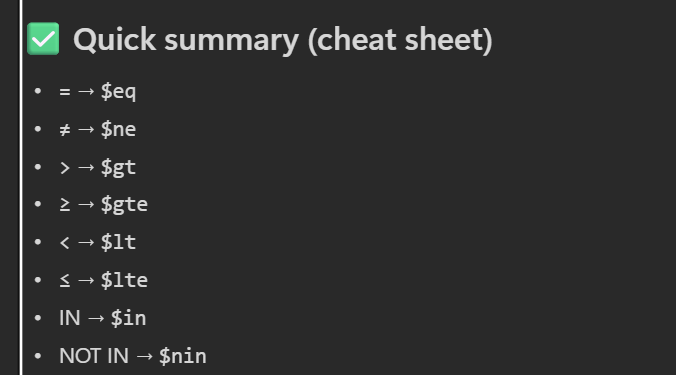 ✅ Quick summary (cheat sheet)
• = → $eq
• ≠ → $ne
• > → $gt
• ≥ → $gte
• < → $lt
• ≤ → $lte
• IN → $in
• NOT IN → $nin